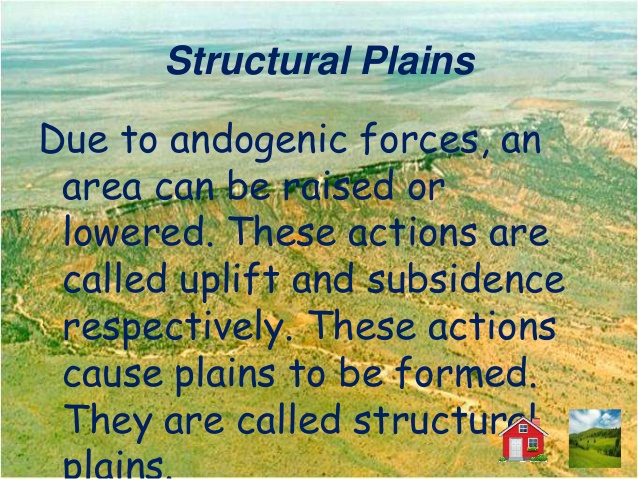 Structural Plains
Due to andogenic forces, an
area can be raised or
lowered. These actions are
called uplift and subsidence
respectively. These actions
cause plains to be formed.
They are called structural
plains.